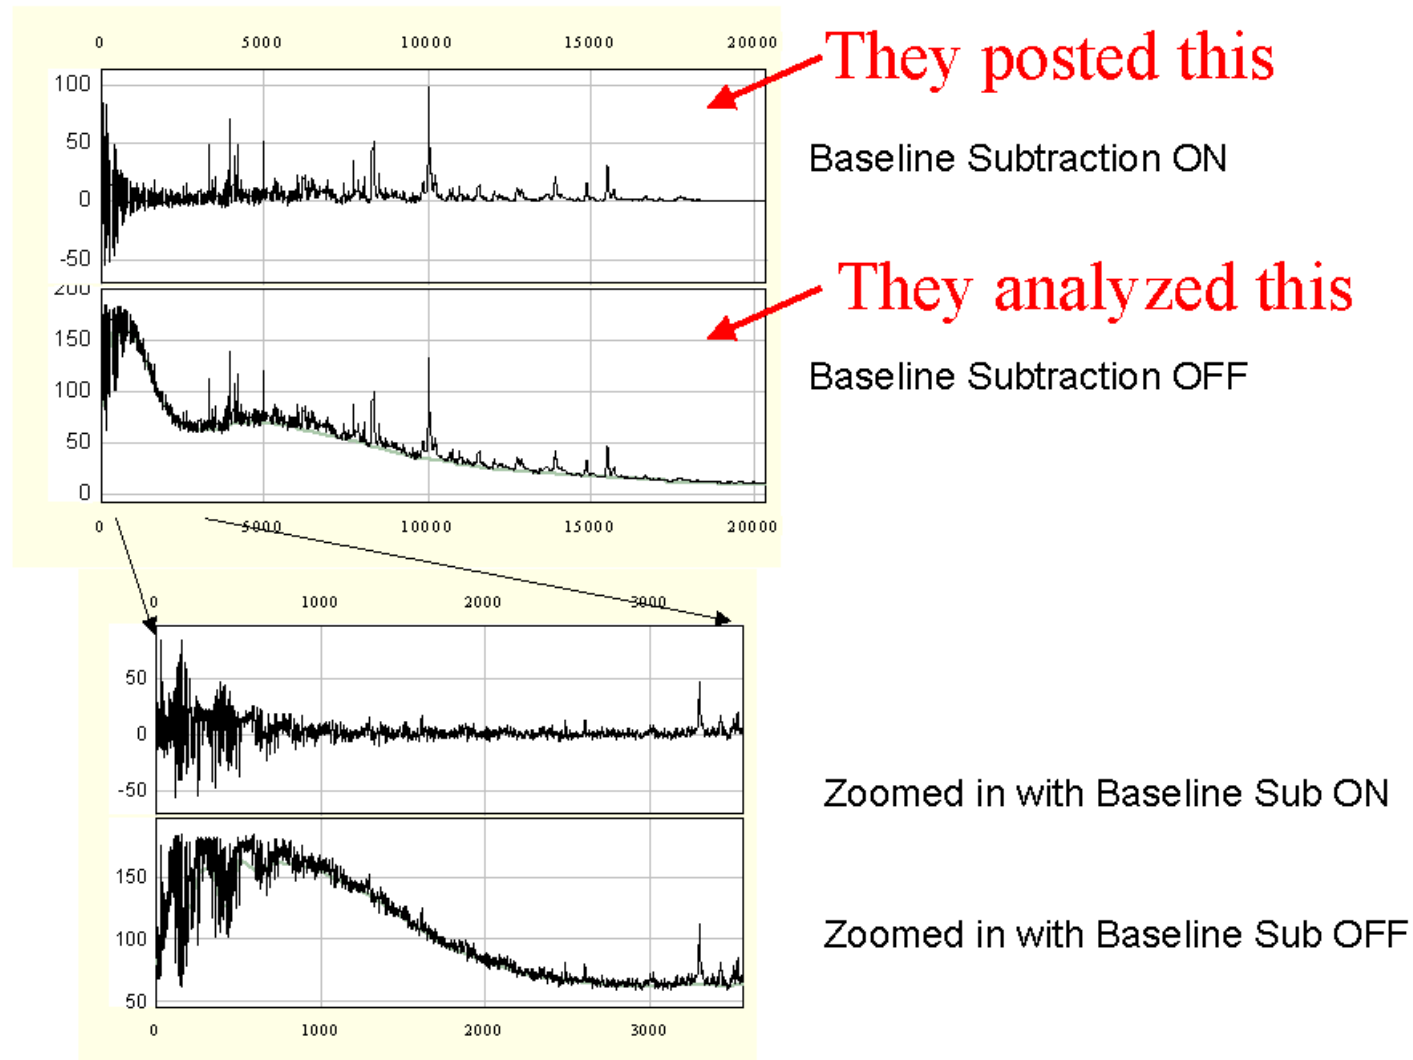 0 5000 10000 15000 20000
They posted this
100
50
0
-50
Baseline Subtraction ON
200
150
100
50
0
They analyzed this
Baseline Subtraction OFF
0 5000 10000 15000 20000
0 1000 2000 3000
50
0
-50
Zoomed in with Baseline Sub ON
150
100
50
Zoomed in with Baseline Sub OFF
0 1000 2000 3000